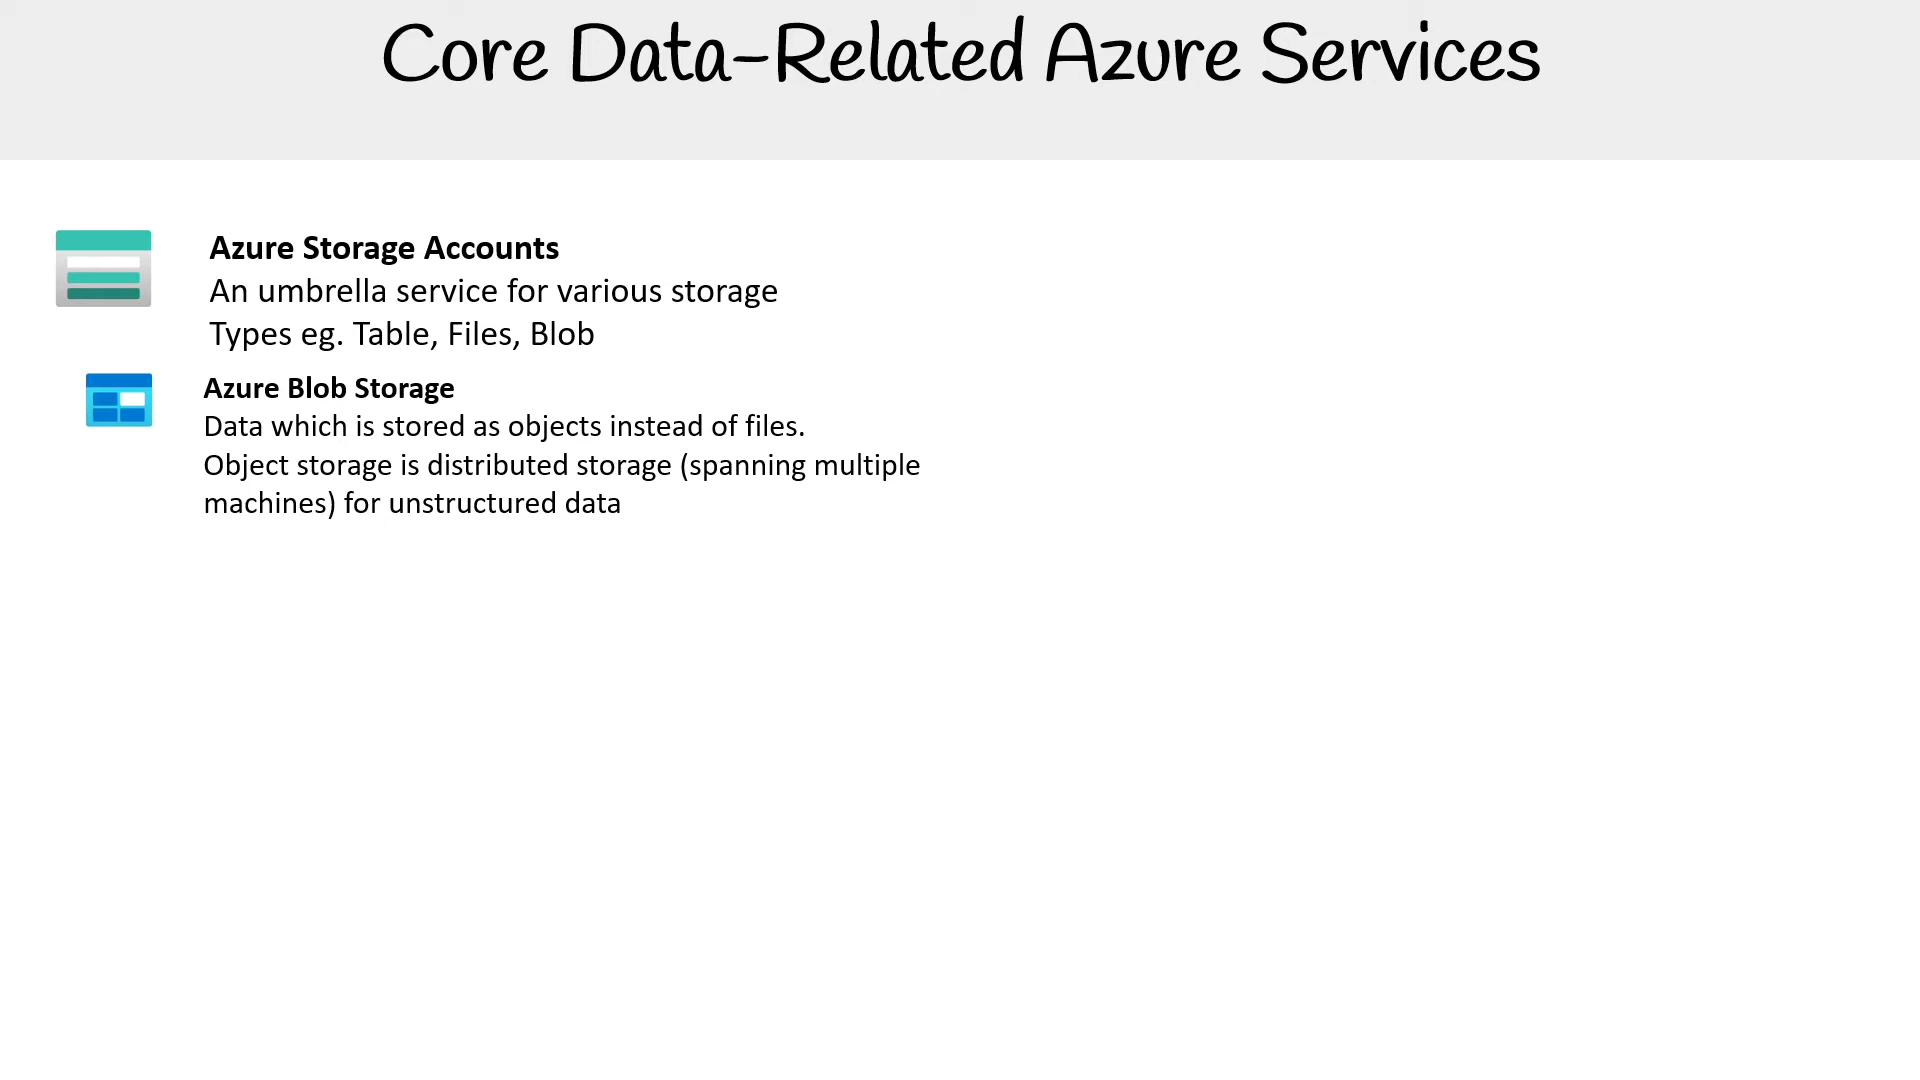 Core Data-Related Azure Services
Azure Storage Accounts
An umbrella service for various storage
Types eg. Table, Files, Blob
Azure Blob Storage
Data which is stored as objects instead of files.
Object storage is distributed storage (spanning multiple
machines) for unstructured data